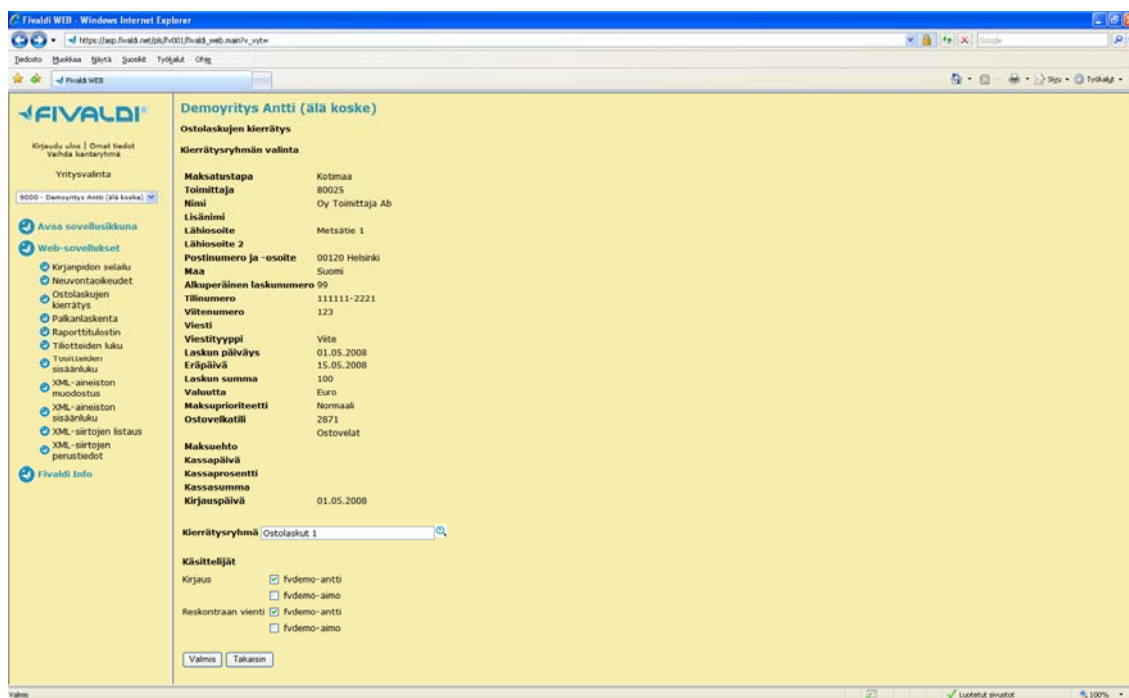 Fivaldi WEB - Windows Internet Explorer
https://asp.fivaldi.net/pls/fv001/fivaldi_web.main?v_vyt=
Google
Tiedosto Muokkaa Näytä Suosikit Työkalut Ohje
Fivaldi WEB
Sivu Työkalut
FIVALDI
Kirjaudu ulos | Omat tiedot
Vaihda kantaryhmä
Yritysvalinta
9000 - Demoyritys Antti (älä koske)
Avaa sovellusikkuna
Web-sovellukset
Kirjanpidon selailu
Neuvontaoikeudet
Ostolaskujen
kierrätys
Palkanlaskenta
Raporttitulostin
Tiliotteiden luku
Tositteiden
sisäänluku
XML-aineiston
muodostus
XML-aineiston
sisäänluku
XML-siirtojen listaus
XML-siirtojen
perustiedot
Fivaldi Info
Demoyritys Antti (älä koske)
Ostolaskujen kierrätys
Kierrätysryhmän valinta
Maksatustapa Kotimaa
Toimittaja 80025
Nimi Oy Toimittaja Ab
Lisänimi
Lähiosoite Metsätie 1
Lähiosoite 2
Postinumero ja -osoite 00120 Helsinki
Maa Suomi
Alkuperäinen laskunumero 99
Tilinumero 111111-2221
Viitenumero 123
Viesti
Viestityyppi Viite
Laskun päiväys 01.05.2008
Eräpäivä 15.05.2008
Laskun summa 100
Valuutta Euro
Maksuprioriteetti Normaali
Ostovelkatili 2871
Ostovelat
Maksuehto
Kassapäivä
Kassaprosentti
Kassasumma
Kirjauspäivä 01.05.2008
Kierrätysryhmä Ostolaskut 1
Käsittelijät
Kirjaus fvdemo-antti
fvdemo-aimo
Reskontraan vienti fvdemo-antti
fvdemo-aimo
Valmis Takaisin
Valmis Luotetut sivustot 100%